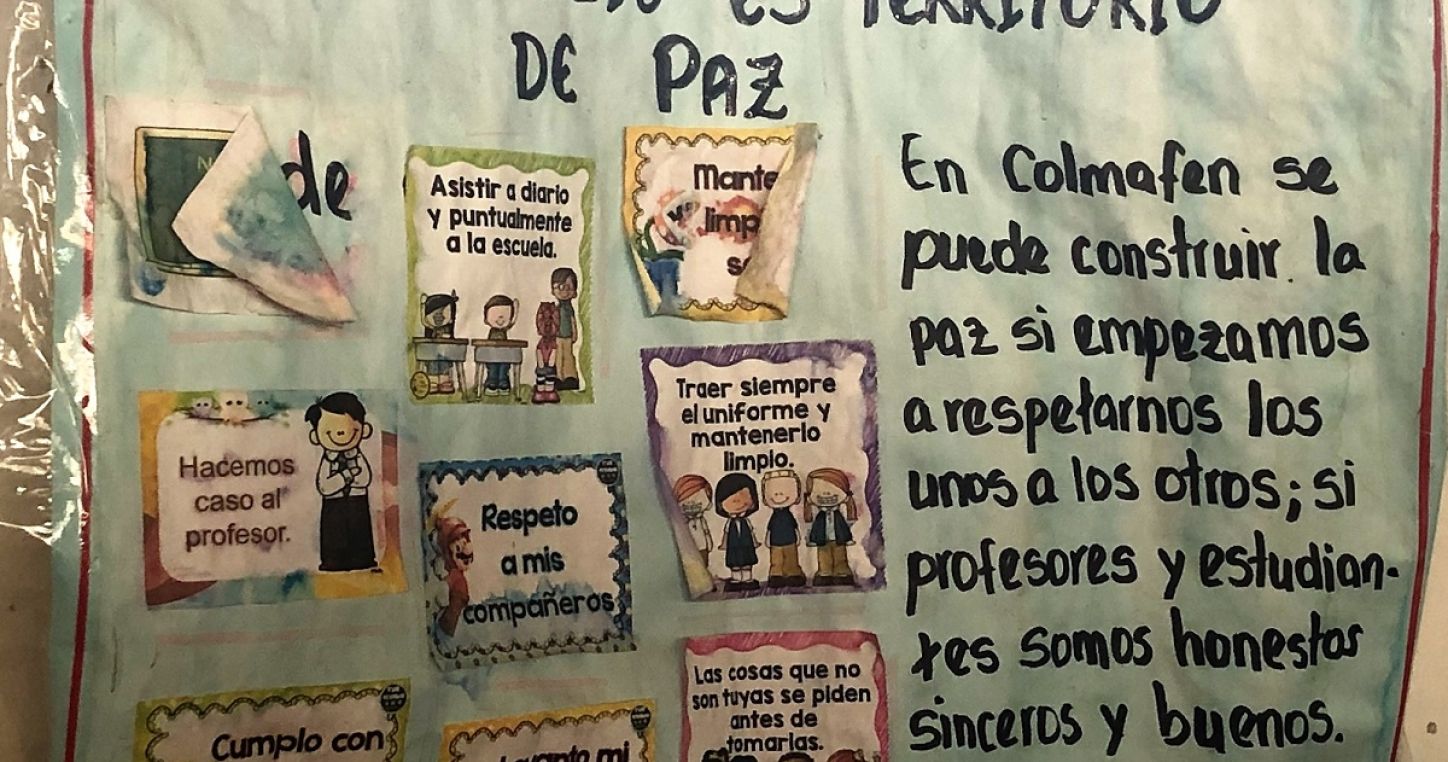 es TERRITORIO
DE PAZ
de
Asistir a diario
y puntualmente
a la escuela.
Mante
limp
Traer siempre
el uniforme y
mantenerlo
limpio.
Hacemos
caso al
profesor.
Respeto
a mis
compañeros
Las cosas que no
son tuyas se piden
antes de
tomarlas.
Cumplo con
mi
En Colmafen se
puede construir la
paz si empezamos
a respetarnos los
unos a los otros; si
profesores y estudian-
tes somos honestos
sinceros y buenos.